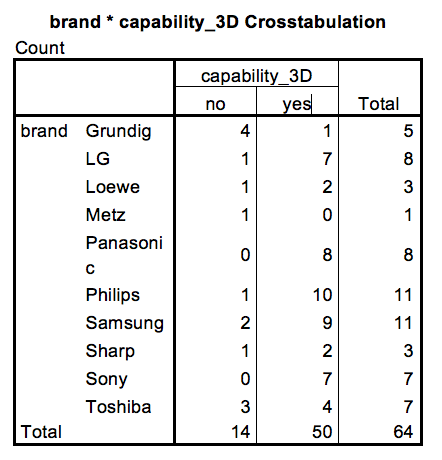 brand * capability_3D Crosstabulation
Count
capability_3D
no yes Total
brand Grundig 4 1 5
LG 1 7 8
Loewe 1 2 3
Metz 1 0 1
Panasoni
c 0 8 8
Philips 1 10 11
Samsung 2 9 11
Sharp 1 2 3
Sony 0 7 7
Toshiba 3 4 7
Total 14 50 64